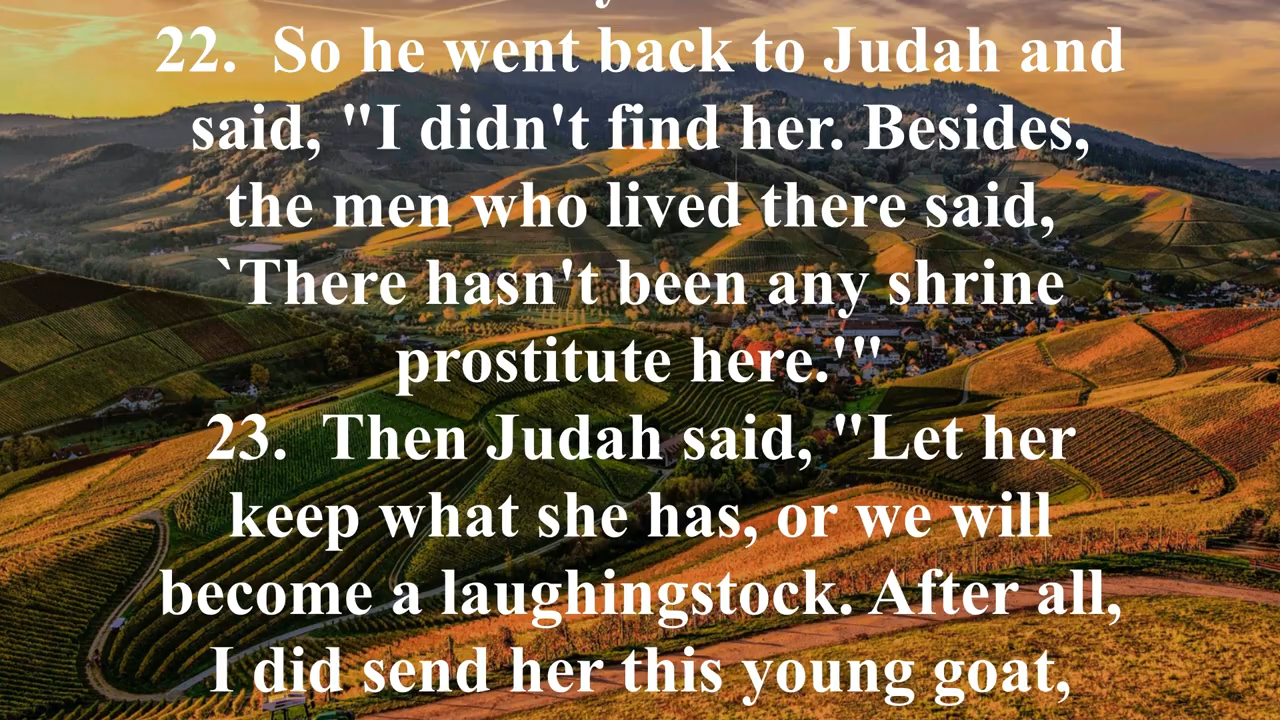 22.  So he went back to Judah and
said, "I didn't find her. Besides,
the men who lived there said,
`There hasn't been any shrine
prostitute here.'"
23.  Then Judah said, "Let her
keep what she has, or we will
become a laughingstock. After all,
I did send her this young goat,